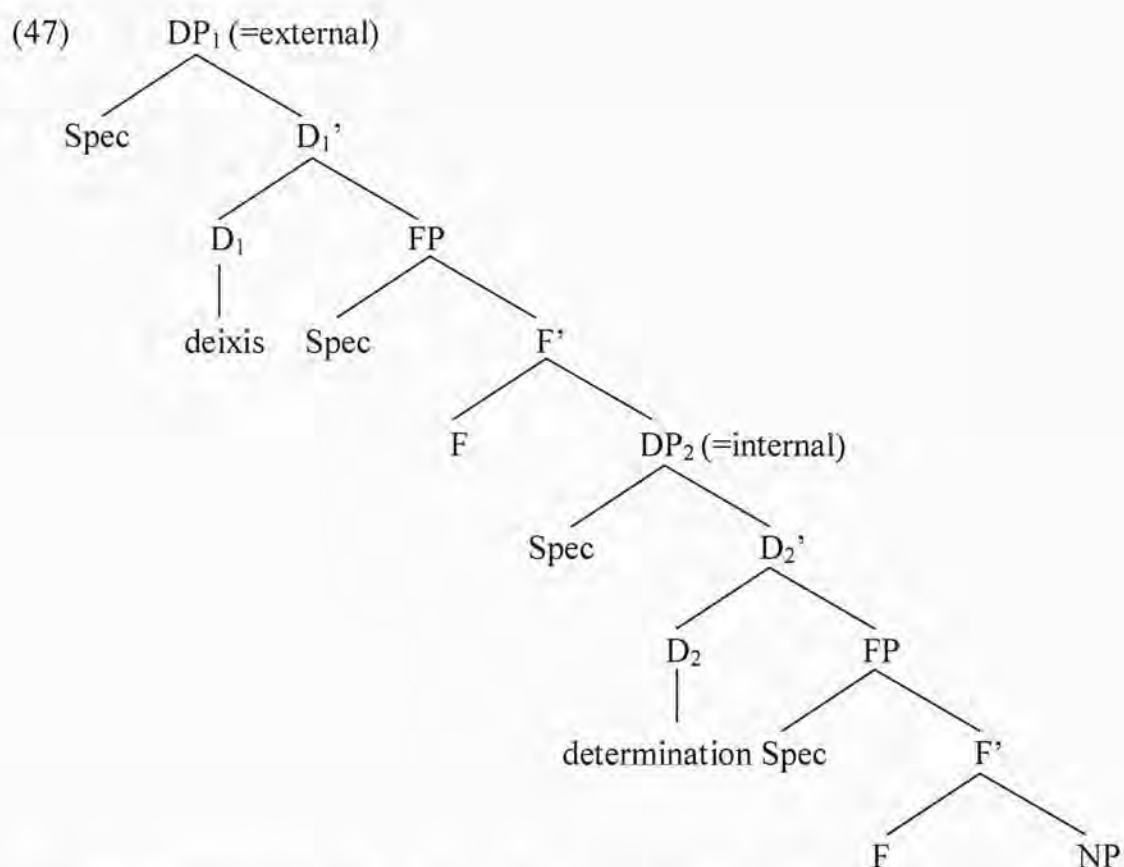 (47) DP₁ (=external)
Spec D₁’
D₁ FP
deixis Spec F’
F DP₂ (=internal)
Spec D₂’
D₂ FP
determination Spec F’
F NP